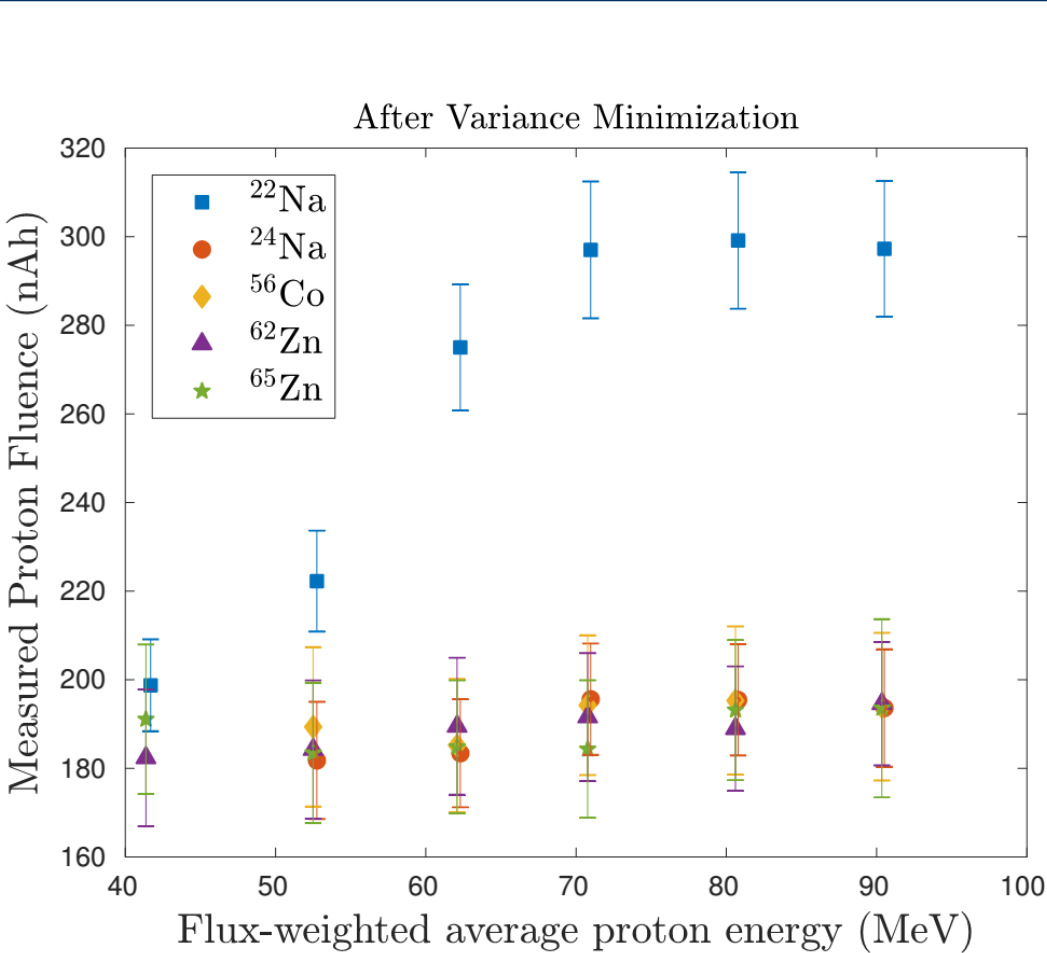 After Variance Minimization
320
300
280
260
240
220
200
180
160
Measured Proton Fluence (nAh)
²²Na
²⁴Na
⁵⁶Co
⁶²Zn
⁶⁵Zn
40 50 60 70 80 90 100
Flux-weighted average proton energy (MeV)